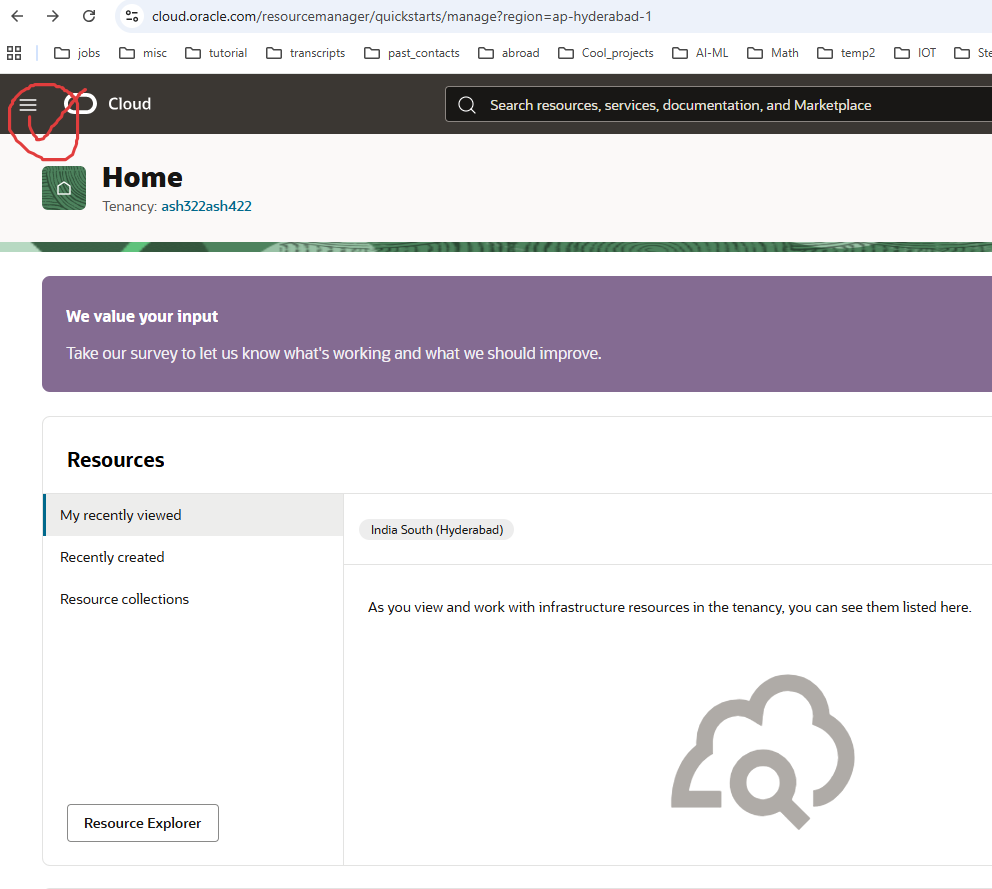 cloud.oracle.com/resourcemanager/quickstarts/manage?region=ap-hyderabad-1
jobs misc tutorial transcripts past_contacts abroad Cool_projects AI-ML Math temp2 IOT Ste
Cloud Search resources, services, documentation, and Marketplace
Home
Tenancy: ash322ash422
We value your input
Take our survey to let us know what's working and what we should improve.
Resources
My recently viewed
Recently created
Resource collections
India South (Hyderabad)
As you view and work with infrastructure resources in the tenancy, you can see them listed here.
Resource Explorer